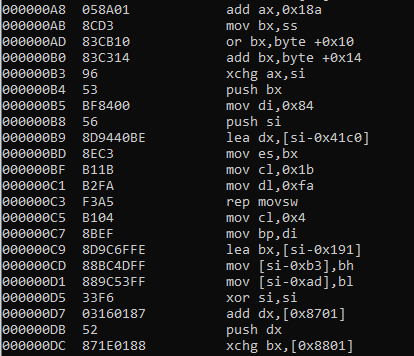 000000A8  058A01            add ax,0x18a
000000AB  8CD3              mov bx,ss
000000AD  83CB10            or bx,byte +0x10
000000B0  83C314            add bx,byte +0x14
000000B3  96                xchg ax,si
000000B4  53                push bx
000000B5  BF8400            mov di,0x84
000000B8  56                push si
000000B9  8D9440BE          lea dx,[si-0x41c0]
000000BD  8EC3              mov es,bx
000000BF  B11B              mov cl,0x1b
000000C1  B2FA              mov dl,0xfa
000000C3  F3A5              rep movsw
000000C5  B104              mov cl,0x4
000000C7  8BEF              mov bp,di
000000C9  8D9C6FFE          lea bx,[si-0x191]
000000CD  88BC4DFF          mov [si-0xb3],bh
000000D1  889C53FF          mov [si-0xad],bl
000000D5  33F6              xor si,si
000000D7  03160187          add dx,[0x8701]
000000DB  52                push dx
000000DC  871E0188          xchg bx,[0x8801]